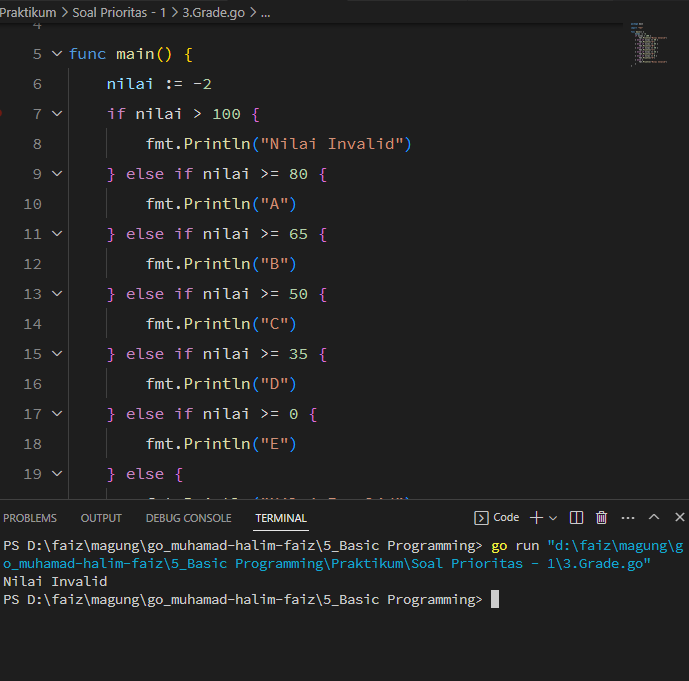 Praktikum > Soal Prioritas - 1 > 3.Grade.go > ...
4
5 func main() {
6 nilai := -2
7 if nilai > 100 {
8 fmt.Println("Nilai Invalid")
9 } else if nilai >= 80 {
10 fmt.Println("A")
11 } else if nilai >= 65 {
12 fmt.Println("B")
13 } else if nilai >= 50 {
14 fmt.Println("C")
15 } else if nilai >= 35 {
16 fmt.Println("D")
17 } else if nilai >= 0 {
18 fmt.Println("E")
19 } else {
PROBLEMS OUTPUT DEBUG CONSOLE TERMINAL Code
PS D:\faiz\magung\go_muhamad-halim-faiz\5_Basic Programming> go run "d:\faiz\magung\g
o_muhamad-halim-faiz\5_Basic Programming\Praktikum\Soal Prioritas - 1\3.Grade.go"
Nilai Invalid
PS D:\faiz\magung\go_muhamad-halim-faiz\5_Basic Programming>